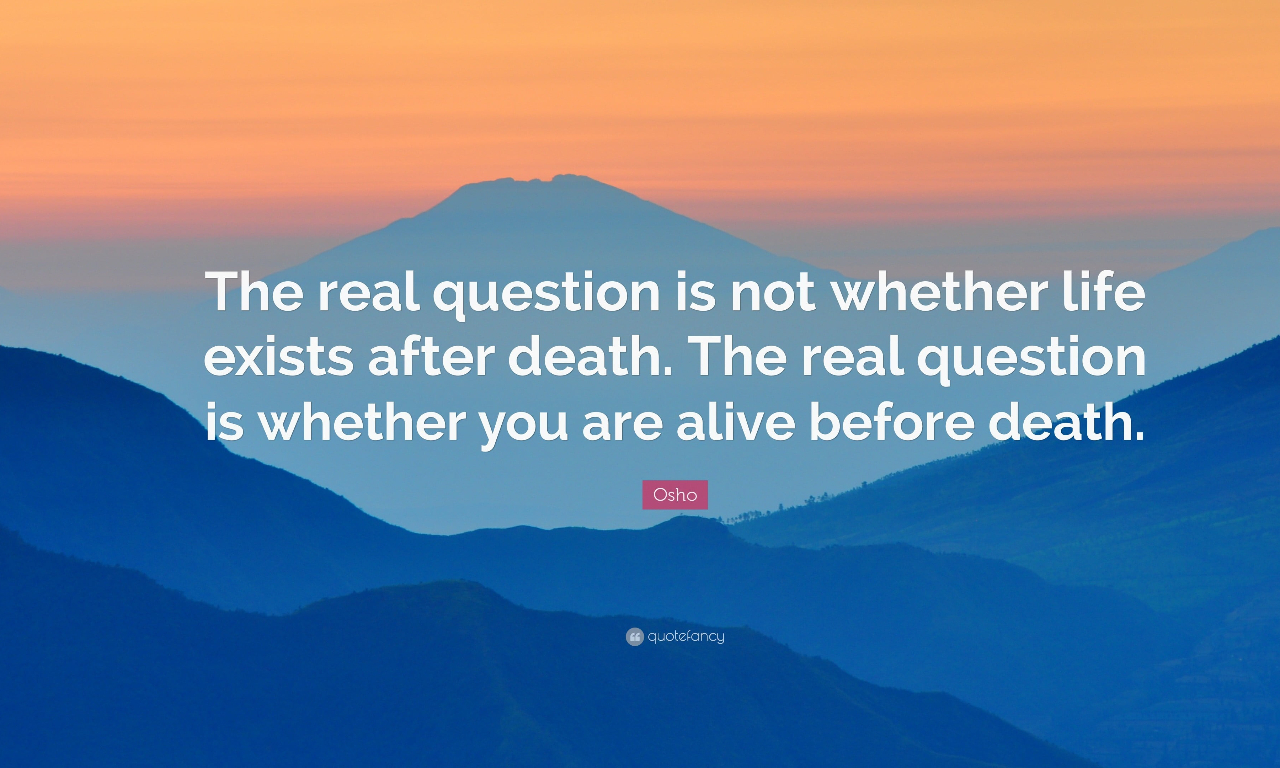 The real question is not whether life
exists after death. The real question
is whether you are alive before death.
Osho
quotefancy